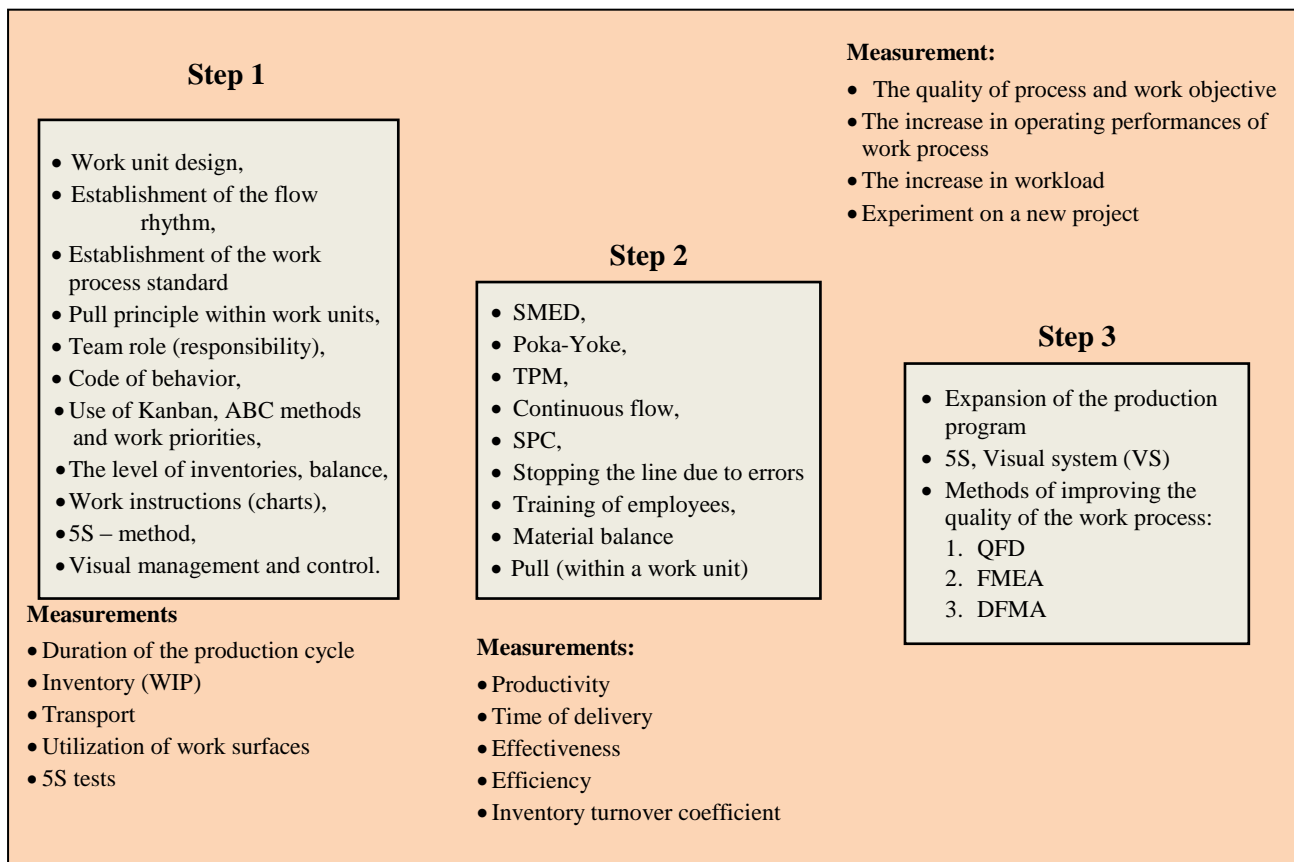 Step 1
• Work unit design,
• Establishment of the flow
rhythm,
• Establishment of the work
process standard
• Pull principle within work units,
• Team role (responsibility),
• Code of behavior,
• Use of Kanban, ABC methods
and work priorities,
• The level of inventories, balance,
• Work instructions (charts),
• 5S – method,
• Visual management and control.
Measurements
• Duration of the production cycle
• Inventory (WIP)
• Transport
• Utilization of work surfaces
• 5S tests
Step 2
• SMED,
• Poka-Yoke,
• TPM,
• Continuous flow,
• SPC,
• Stopping the line due to errors
• Training of employees,
• Material balance
• Pull (within a work unit)
Measurements:
• Productivity
• Time of delivery
• Effectiveness
• Efficiency
• Inventory turnover coefficient
Measurement:
• The quality of process and work objective
• The increase in operating performances of
work process
• The increase in workload
• Experiment on a new project
Step 3
• Expansion of the production
program
• 5S, Visual system (VS)
• Methods of improving the
quality of the work process:
1. QFD
2. FMEA
3. DFMA